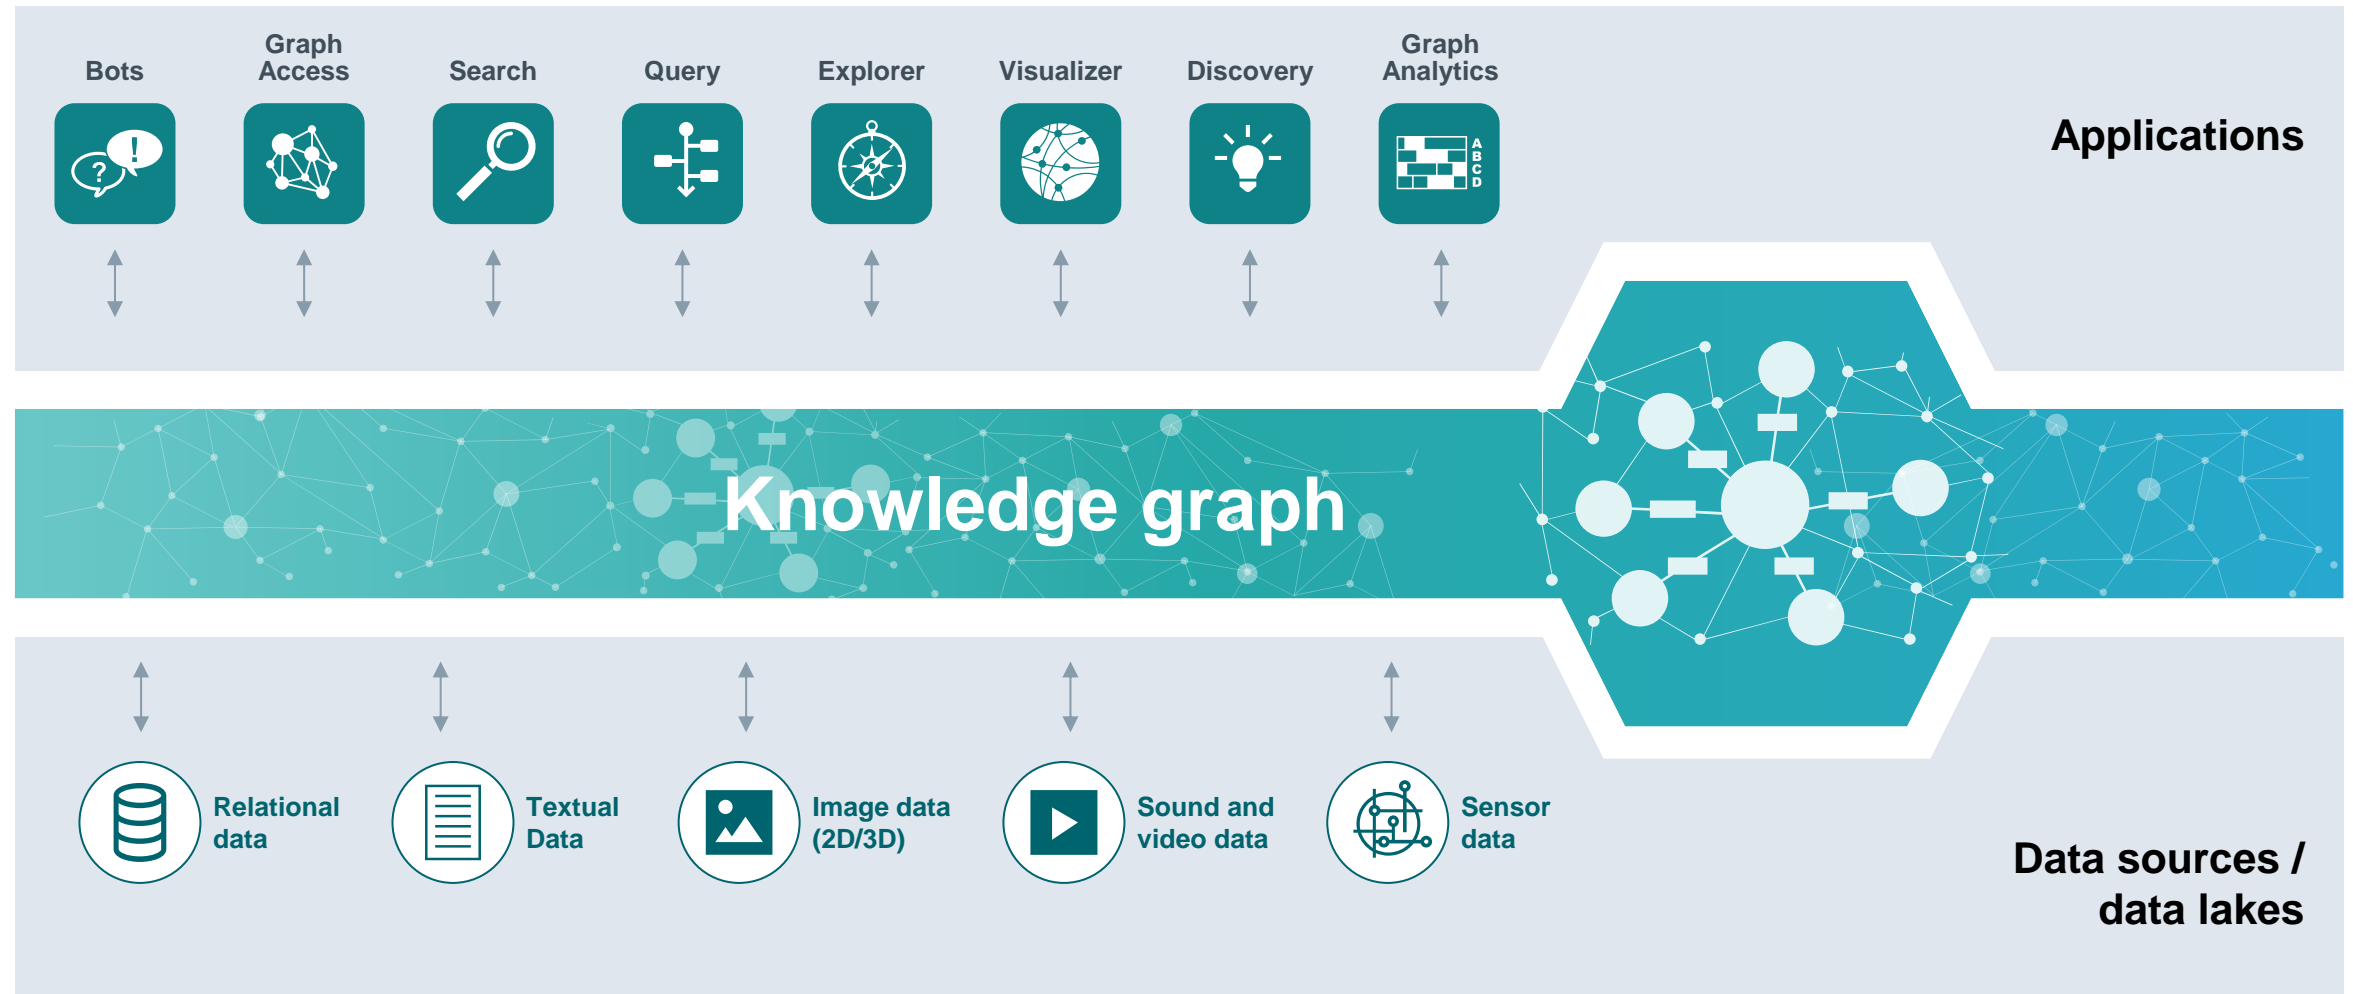 Bots
Graph
Access
Search
Query
Explorer
Visualizer
Discovery
Graph
Analytics
?
!
A
B
C
D
Applications
Knowledge graph
Relational
data
Textual
Data
Image data
(2D/3D)
Sound and
video data
Sensor
data
Data sources /
data lakes